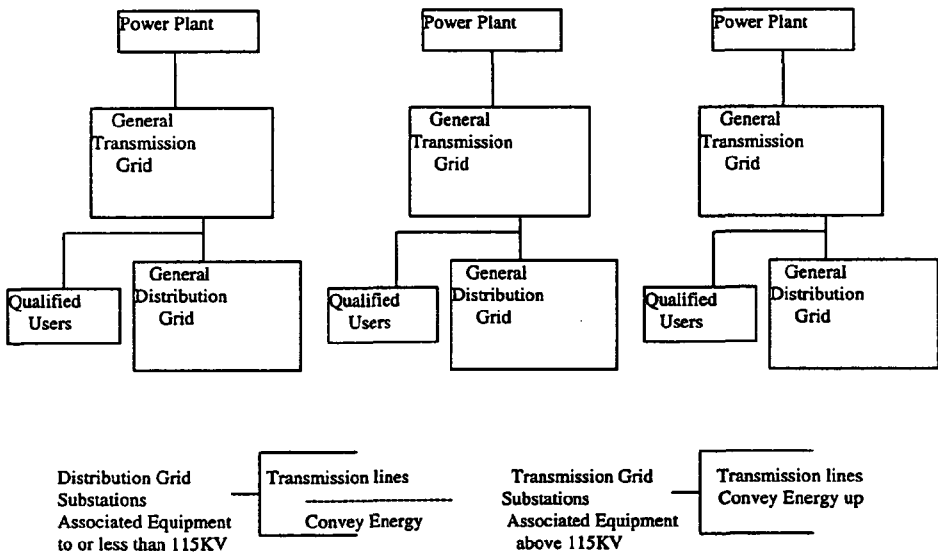 Power Plant
Power Plant
Power Plant
General
Transmission
Grid
General
Transmission
Grid
General
Transmission
Grid
Qualified
Users
General
Distribution
Grid
Qualified
Users
General
Distribution
Grid
Qualified
Users
General
Distribution
Grid
Distribution Grid
Substations
Associated Equipment
to or less than 115KV
Transmission lines
Convey Energy
Transmission Grid
Substations
Associated Equipment
above 115KV
Transmission lines
Convey Energy up